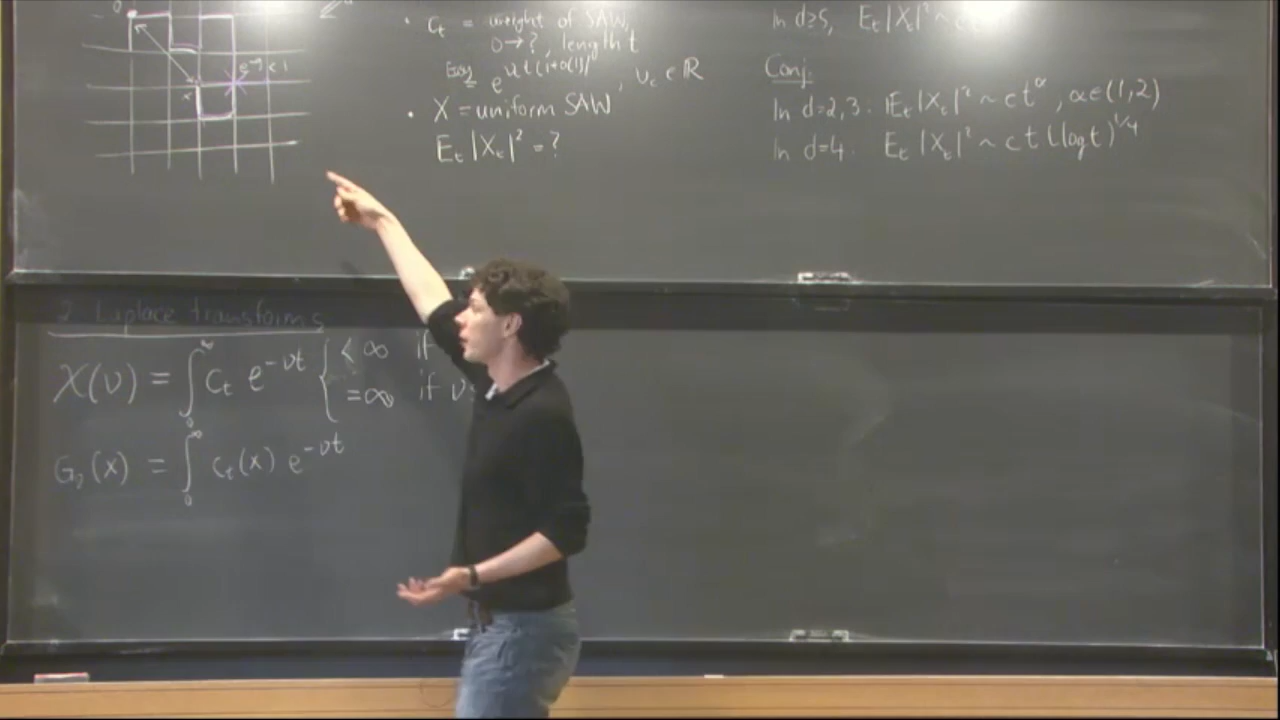 0
x
e^{-γ} < 1
ℤ^d
• c_t = weight of SAW,
0→?, length t
Easy e^{ν_c t(1+o(1))}, ν_c ∈ ℝ
• X = uniform SAW
E_t |X_t|² = ?
In d≥5, E_t |X_t|² ~ c
Conj.
In d=2,3: E_t |X_t|² ~ c t^α, α∈(1,2)
In d=4: E_t |X_t|² ~ c t (log t)^{1/4}
2 Laplace transforms
χ(ν) = ∫_0^∞ c_t e^{-νt} { < ∞ if
= ∞ if ν ≤
G_ν(x) = ∫_0^∞ c_t(x) e^{-νt}